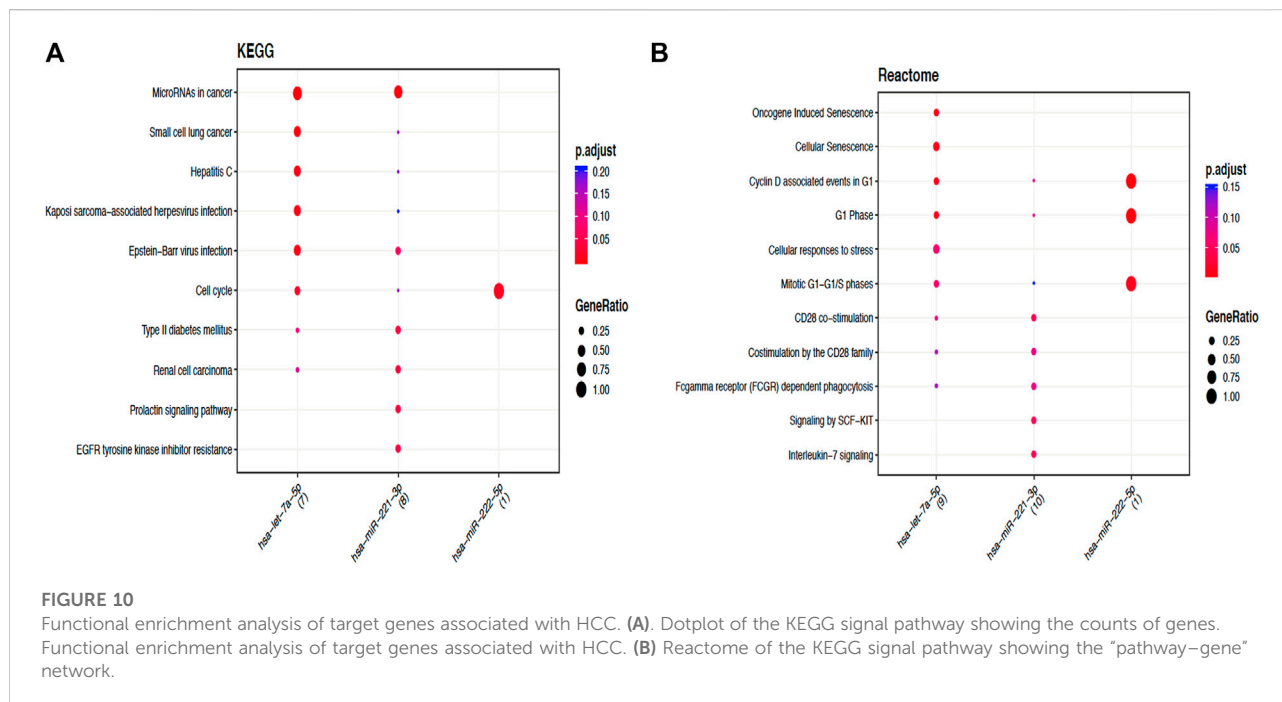 A
KEGG
MicroRNAs in cancer
Small cell lung cancer
Hepatitis C
Kaposi sarcoma-associated herpesvirus infection
Epstein-Barr virus infection
Cell cycle
Type II diabetes mellitus
Renal cell carcinoma
Prolactin signaling pathway
EGFR tyrosine kinase inhibitor resistance
hsa-let-7a-5p
(7)
hsa-miR-221-3p
(8)
hsa-miR-222-5p
(1)
p.adjust
0.20
0.15
0.10
0.05
GeneRatio
0.25
0.50
0.75
1.00
B
Reactome
Oncogene Induced Senescence
Cellular Senescence
Cyclin D associated events in G1
G1 Phase
Cellular responses to stress
Mitotic G1-G1/S phases
CD28 co-stimulation
Costimulation by the CD28 family
Fcgamma receptor (FCGR) dependent phagocytosis
Signaling by SCF-KIT
Interleukin-7 signaling
hsa-let-7a-5p
(9)
hsa-miR-221-3p
(10)
hsa-miR-222-5p
(1)
p.adjust
0.15
0.10
0.05
GeneRatio
0.25
0.50
0.75
1.00
FIGURE 10
Functional enrichment analysis of target genes associated with HCC. (A). Dotplot of the KEGG signal pathway showing the counts of genes.
Functional enrichment analysis of target genes associated with HCC. (B) Reactome of the KEGG signal pathway showing the “pathway–gene”
network.